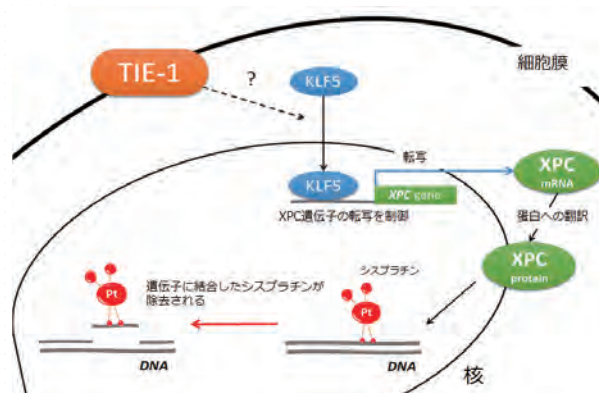 TIE-1
?
KLF5
細胞膜
KLF5
転写
XPC gene
XPC遺伝子の転写を制御
XPC
mRNA
蛋白への翻訳
XPC
protein
シスプラチン
遺伝子に結合したシスプラチンが
除去される
Pt
Pt
DNA
DNA
核